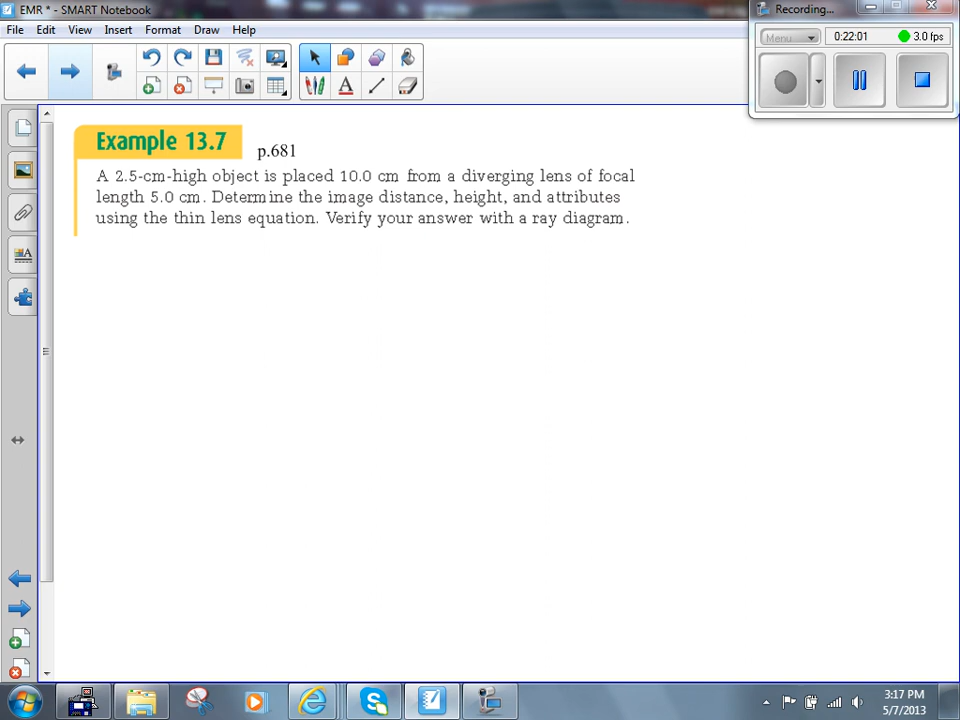 EMR * - SMART Notebook
Recording...
File Edit View Insert Format Draw Help
Menu
0:22:01
3.0 fps
Example 13.7
p.681
A 2.5-cm-high object is placed 10.0 cm from a diverging lens of focal
length 5.0 cm. Determine the image distance, height, and attributes
using the thin lens equation. Verify your answer with a ray diagram.
3:17 PM
5/7/2013